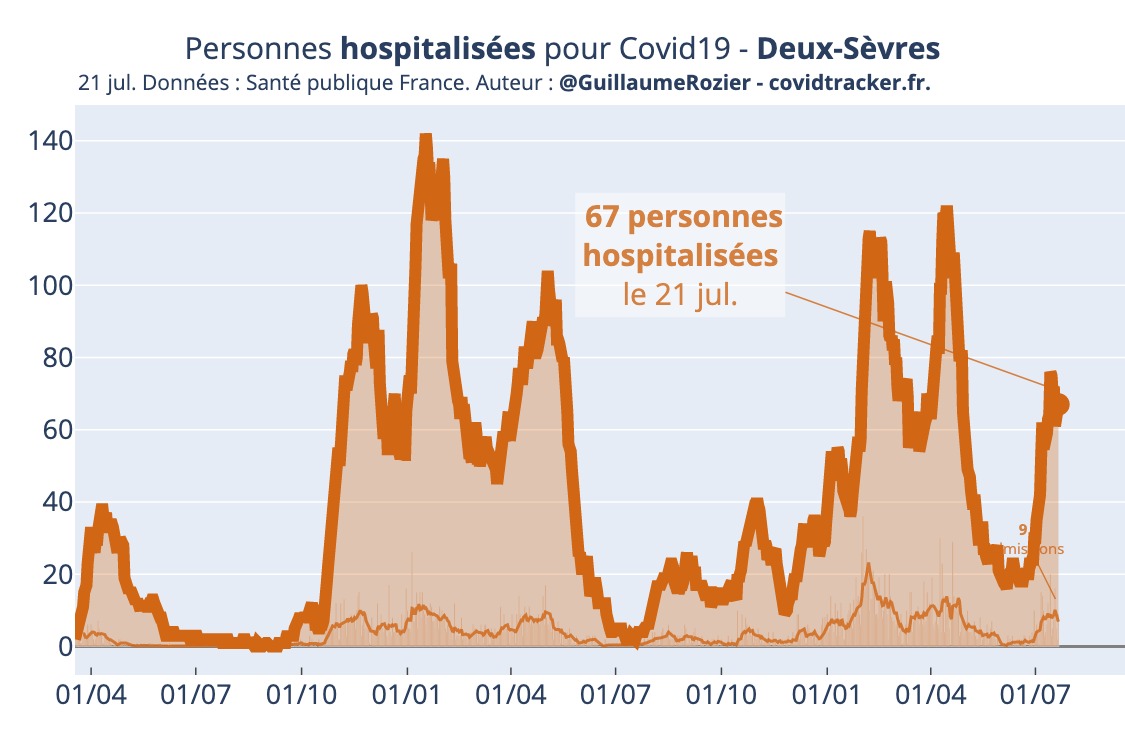 Personnes hospitalisées pour Covid19 - Deux-Sèvres
21 jul. Données : Santé publique France. Auteur : @GuillaumeRozier - covidtracker.fr.
140
120
100
80
60
40
20
0
67 personnes
hospitalisées
le 21 jul.
9
01/04 01/07 01/10 01/01 01/04 01/07 01/10 01/01 01/04 01/07